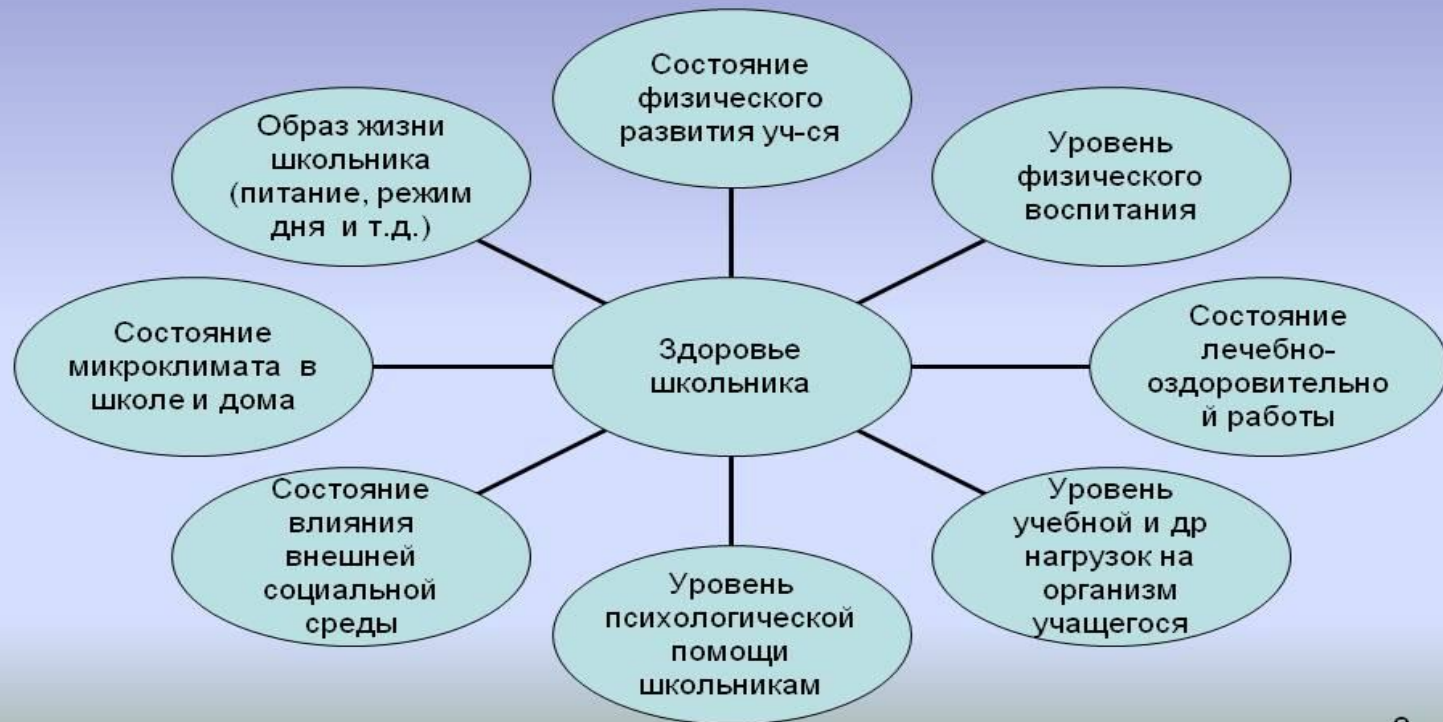 Состояние
физического
развития уч-ся
Образ жизни
школьника
(питание, режим
дня и т.д.)
Уровень
физического
воспитания
Состояние
микроклимата в
школе и дома
Здоровье
школьника
Состояние
лечебно-
оздоровительно
й работы
Состояние
влияния
внешней
социальной
среды
Уровень
психологической
помощи
школьникам
Уровень
учебной и др
нагрузок на
организм
учащегося